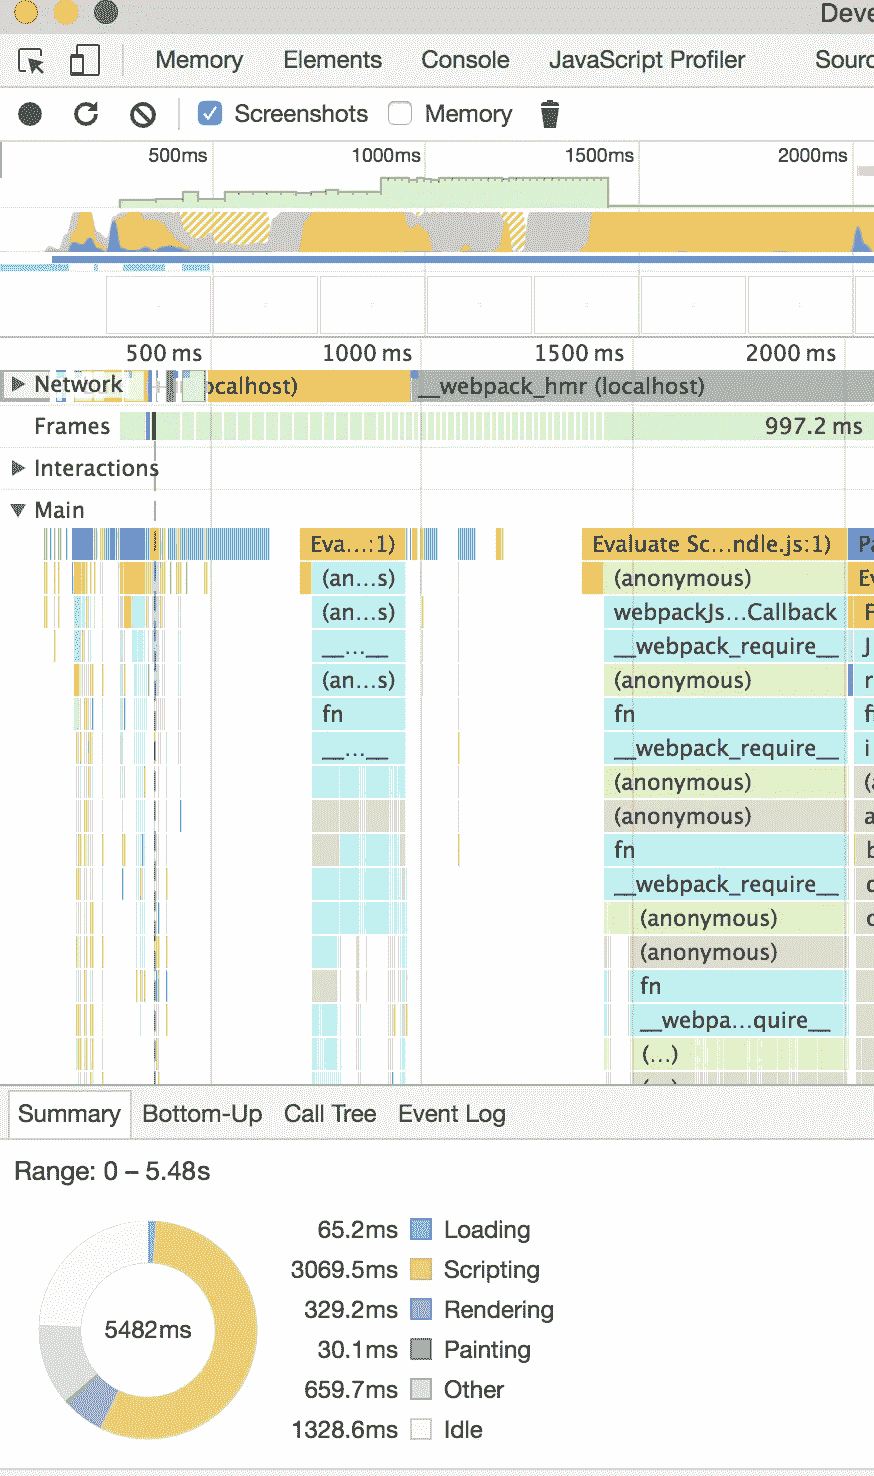 Deve
Memory Elements Console JavaScript Profiler Sourc
Screenshots Memory
500ms 1000ms 1500ms 2000ms
500 ms 1000 ms 1500 ms 2000 ms
Network ocalhost) __webpack_hmr (localhost)
Frames 997.2 ms
Interactions
Main
Eva...:1) Evaluate Sc...ndle.js:1) Pa
(an...s) (anonymous) Ev
(an...s) webpackJs...Callback F
__...__ __webpack_require__ J
(an...s) (anonymous) r
fn fn f
__...__ __webpack_require__ i
(anonymous) (a
(anonymous) a
fn b
__webpack_require__ c
(anonymous) c
(anonymous)
fn
__webpa...quire__
(...)
Summary Bottom-Up Call Tree Event Log
Range: 0 – 5.48s
65.2ms Loading
3069.5ms Scripting
329.2ms Rendering
5482ms
30.1ms Painting
659.7ms Other
1328.6ms Idle